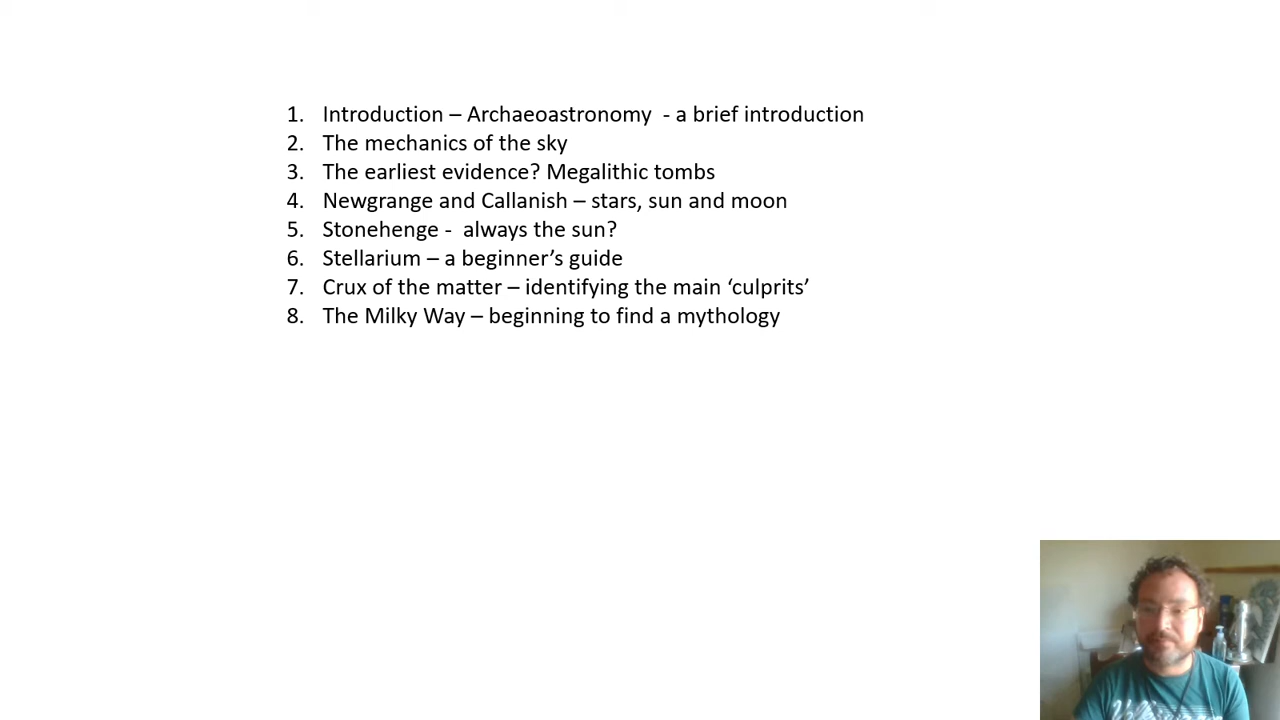 1. Introduction – Archaeoastronomy - a brief introduction
2. The mechanics of the sky
3. The earliest evidence? Megalithic tombs
4. Newgrange and Callanish – stars, sun and moon
5. Stonehenge - always the sun?
6. Stellarium – a beginner’s guide
7. Crux of the matter – identifying the main ‘culprits’
8. The Milky Way – beginning to find a mythology